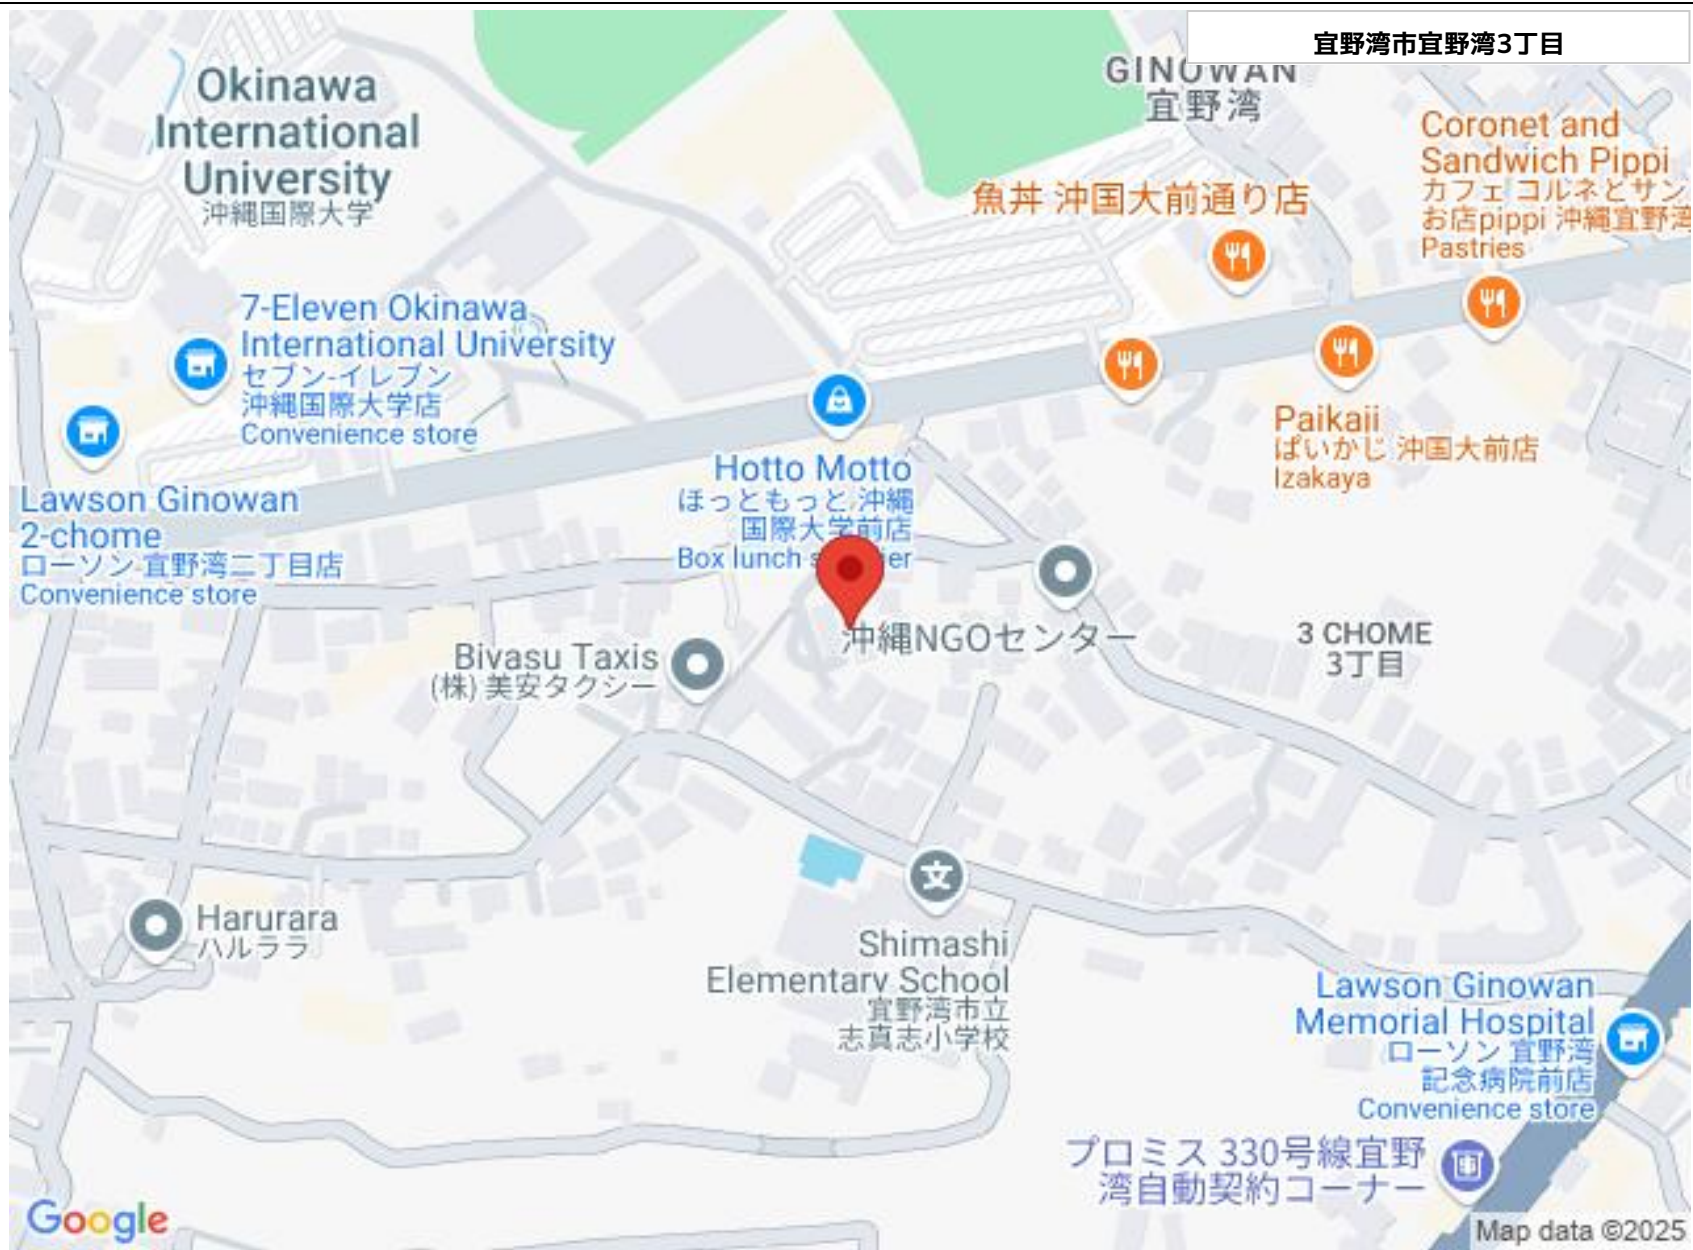 宜野湾市宜野湾3丁目
GINOWAN
宜野湾
Okinawa
International
University
沖縄国際大学
Coronet and
Sandwich Pippi
カフェ コルネとサン
お店pippi 沖縄宜野湾
Pastries
魚丼 沖国大前通り店
7-Eleven Okinawa
International University
セブン-イレブン
沖縄国際大学店
Convenience store
Paikaji
ぱいかじ 沖国大前店
Izakaya
Hotto Motto
ほっともっと 沖縄
国際大学前店
Box lunch
Lawson Ginowan
2-chome
ローソン 宜野湾二丁目店
Convenience store
沖縄NGOセンター
3 CHOME
3丁目
Bivasu Taxis
(株) 美安タクシー
文
Harurara
ハルララ
Shimashi
Elementary School
宜野湾市立
志真志小学校
Lawson Ginowan
Memorial Hospital
ローソン 宜野湾
記念病院前店
Convenience store
プロミス 330号線宜野
湾自動契約コーナー
Google
Map data ©2025